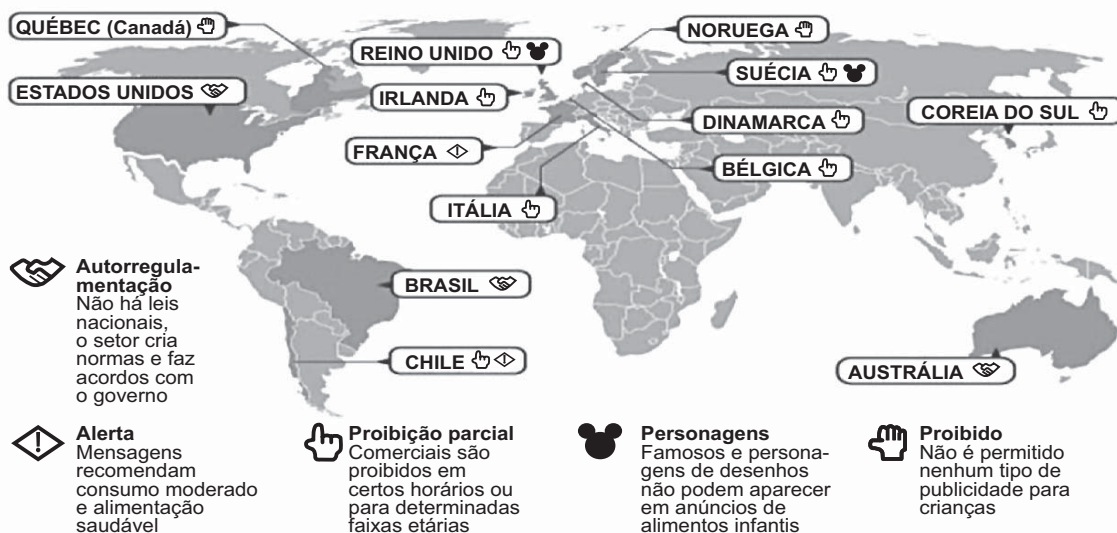 QUÉBEC (Canadá)
NORUEGA
REINO UNIDO
SUÉCIA
ESTADOS UNIDOS
IRLANDA
DINAMARCA
COREIA DO SUL
FRANÇA
BÉLGICA
ITÁLIA
BRASIL
CHILE
AUSTRÁLIA
Autorregula-
mentação
Não há leis
nacionais,
o setor cria
normas e faz
acordos com
o governo
Alerta
Mensagens
recomendam
consumo moderado
e alimentação
saudável
Proibição parcial
Comerciais são
proibidos em
certos horários ou
para determinadas
faixas etárias
Personagens
Famosos e persona-
gens de desenhos
não podem aparecer
em anúncios de
alimentos infantis
Proibido
Não é permitido
nenhum tipo de
publicidade para
crianças